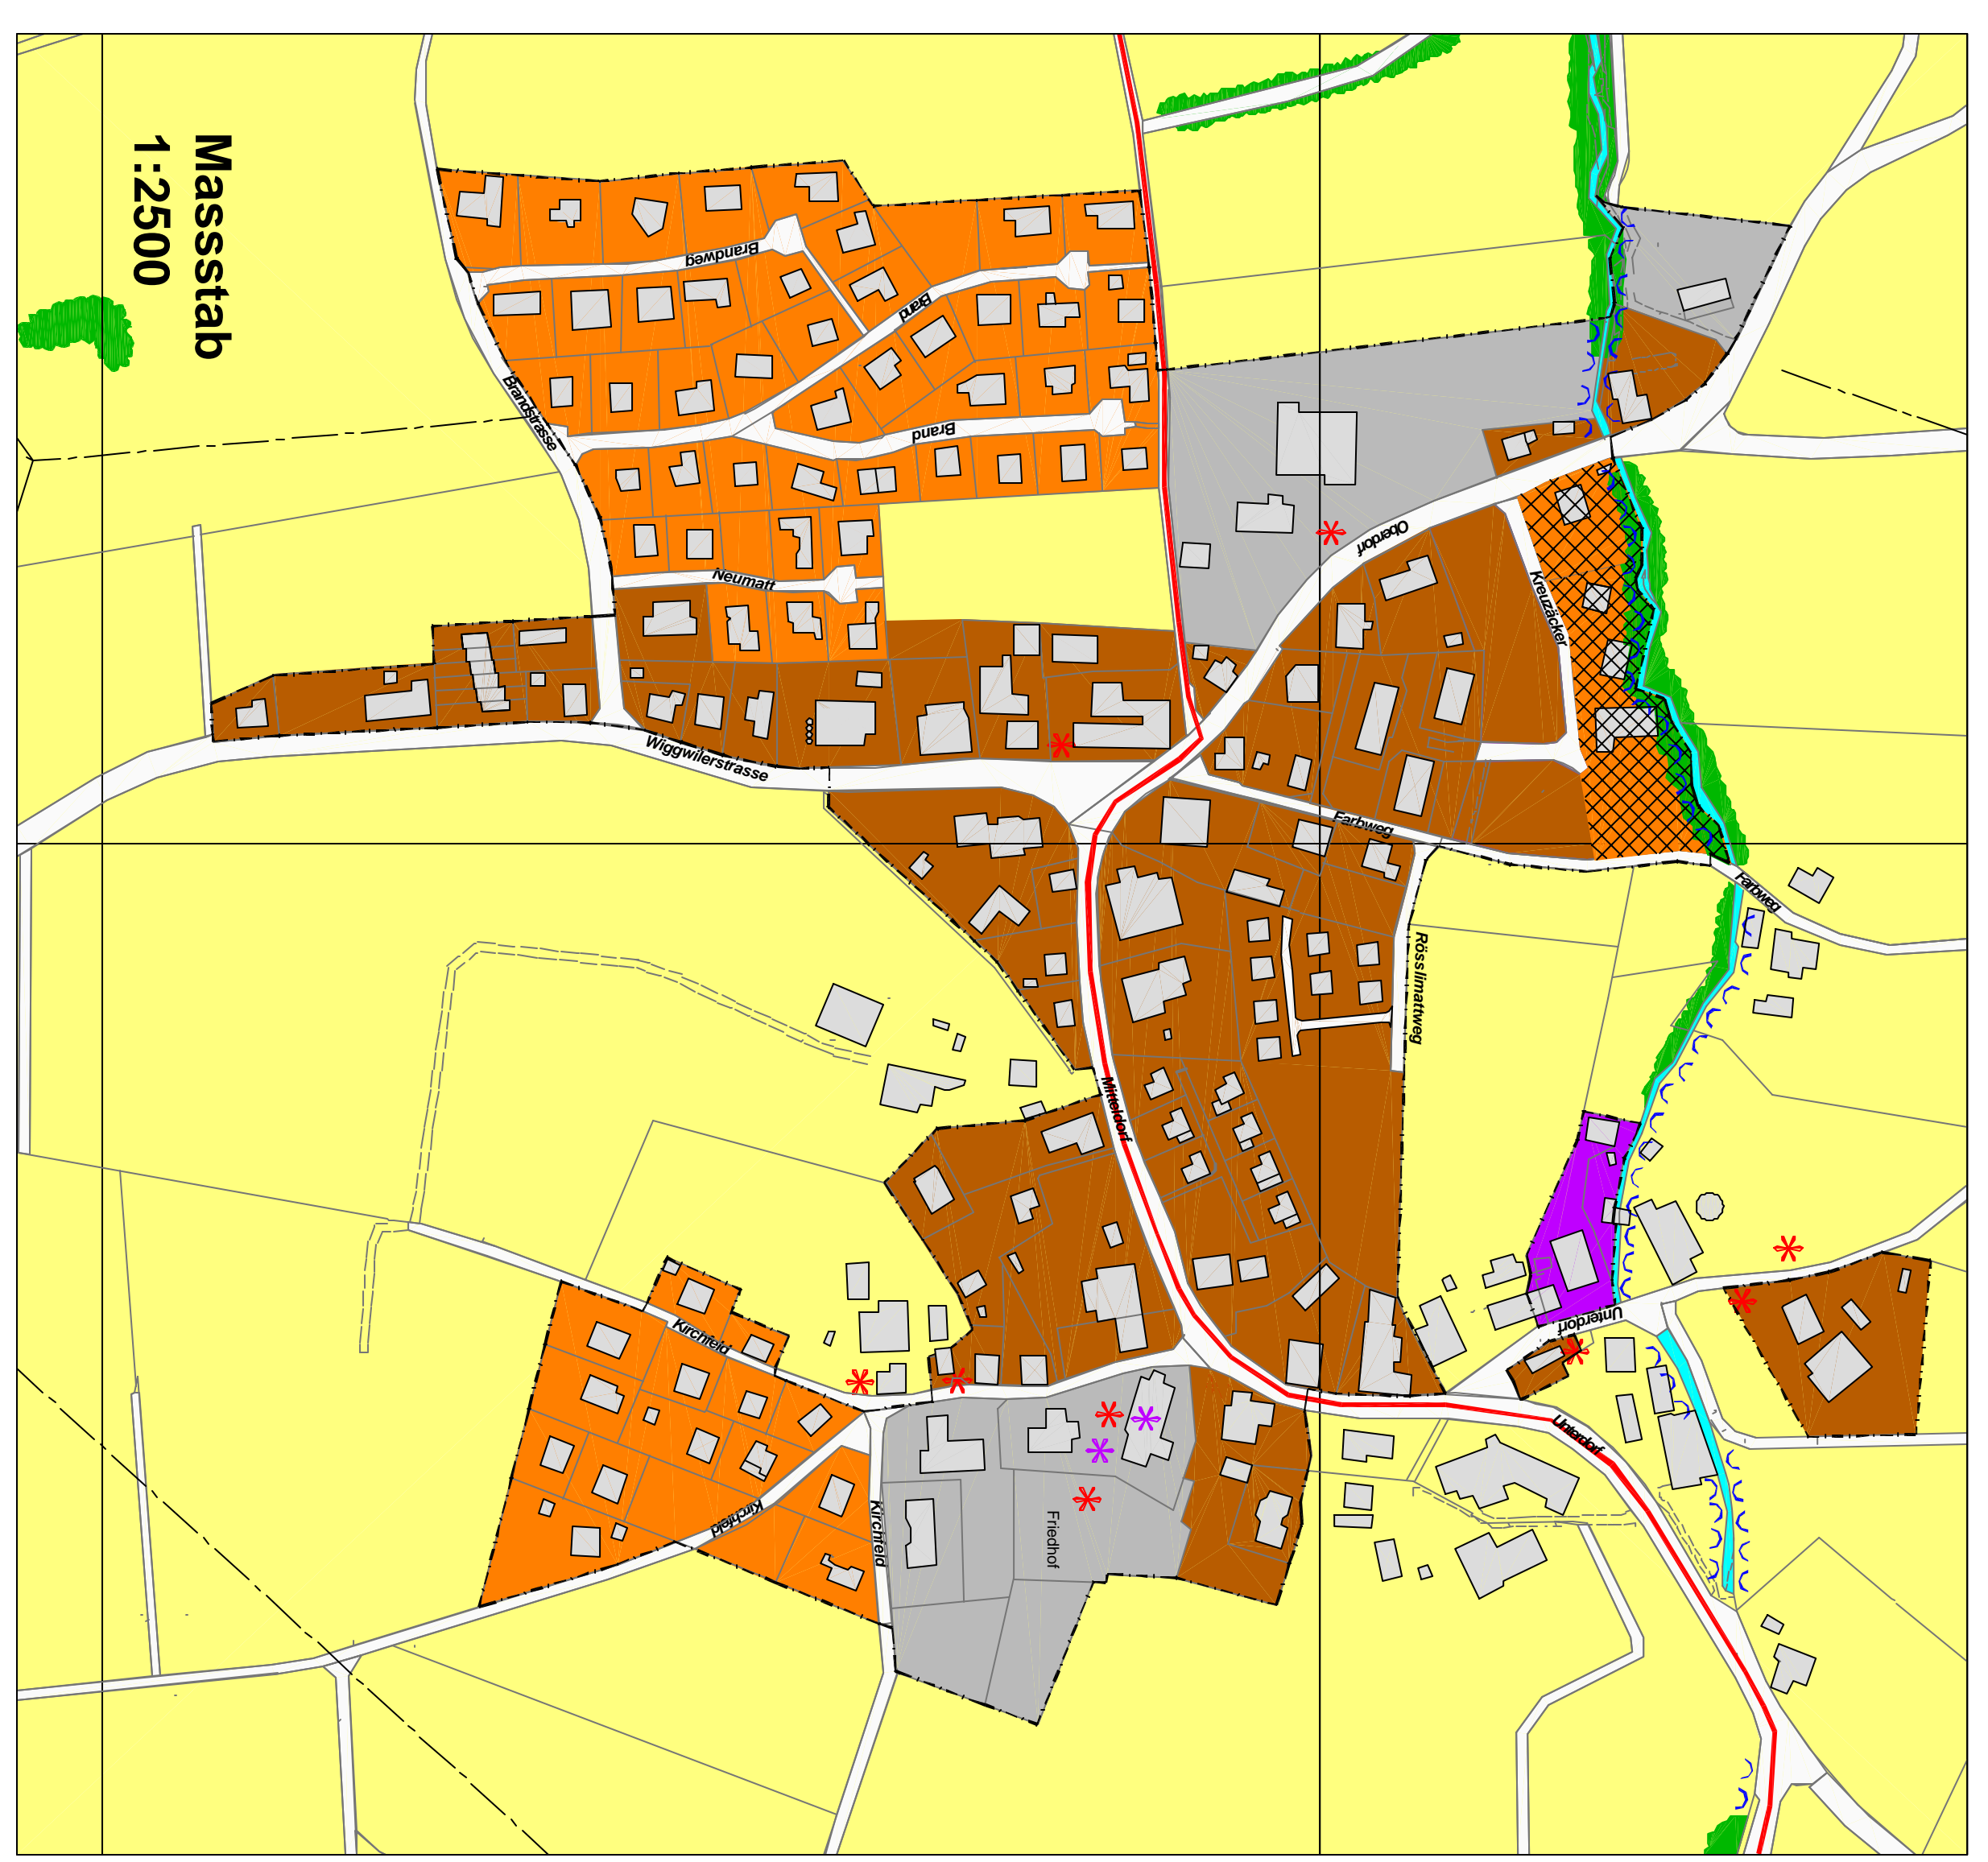 Massstab
1:2500
Brandweg
Brand
Brandstrasse
Brand
Oberdorf
Neumatt
Kreuzäcker
Wiggwilerstrasse
Farbweg
Farbweg
Rösslimattweg
Mitteldorf
Unterdorf
Kirchfeld
Unterdorf
Kirchfeld
Kirchfeld
Friedhof